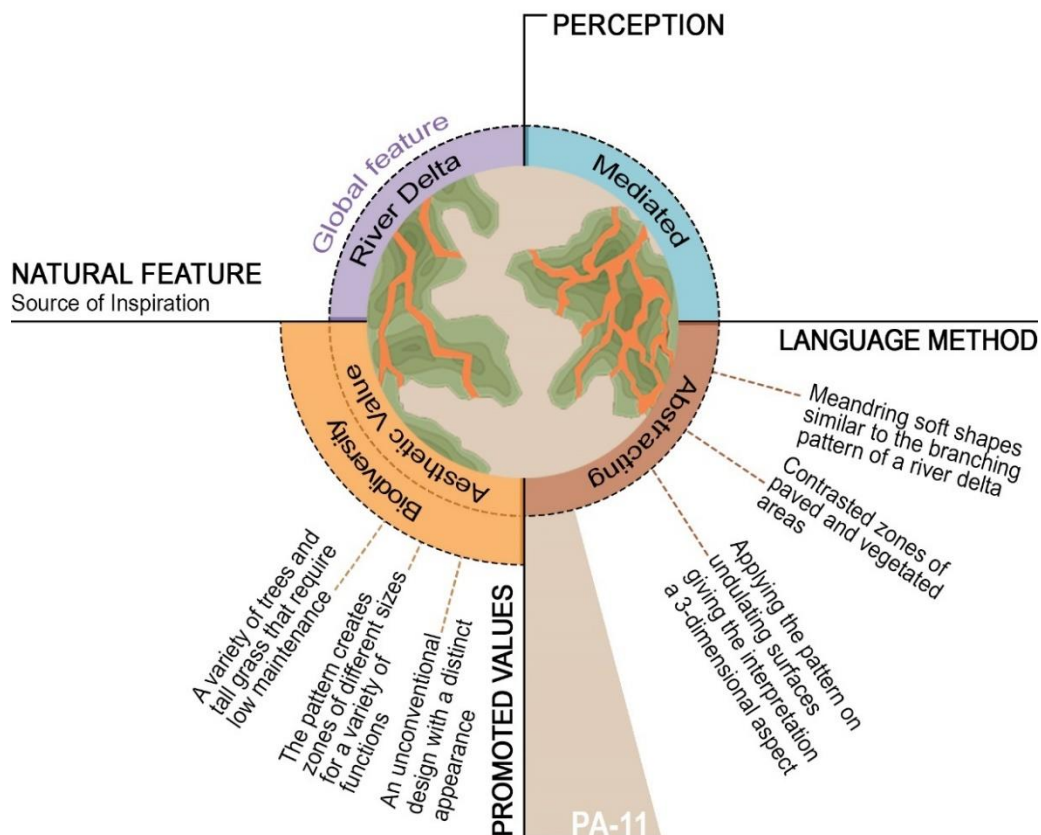 PERCEPTION
Global feature
River Delta
Mediated
NATURAL FEATURE
Source of Inspiration
LANGUAGE METHOD
Abstracting
Meandring soft shapes
similar to the branching
pattern of a river delta
Contrasted zones of
paved and vegetated
areas
Applying the pattern on
undulating surfaces
giving the interpretation
a 3-dimensional aspect
Aesthetic Value
Biodiversity
A variety of trees and
tall grass that require
low maintenance
The pattern creates
zones of different sizes
for a variety of
functions
An unconventional
design with a distinct
appearance
PROMOTED VALUES
PA-11